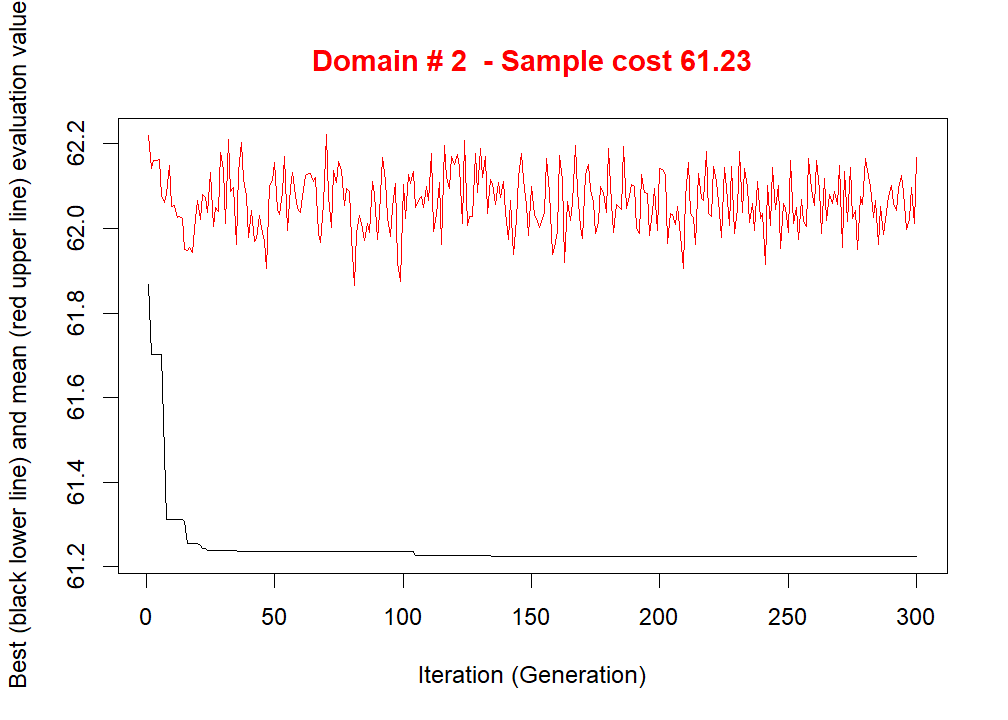 Domain # 2  - Sample cost 61.23
Best (black lower line) and mean (red upper line) evaluation value
62.2
62.0
61.8
61.6
61.4
61.2
0 50 100 150 200 250 300
Iteration (Generation)